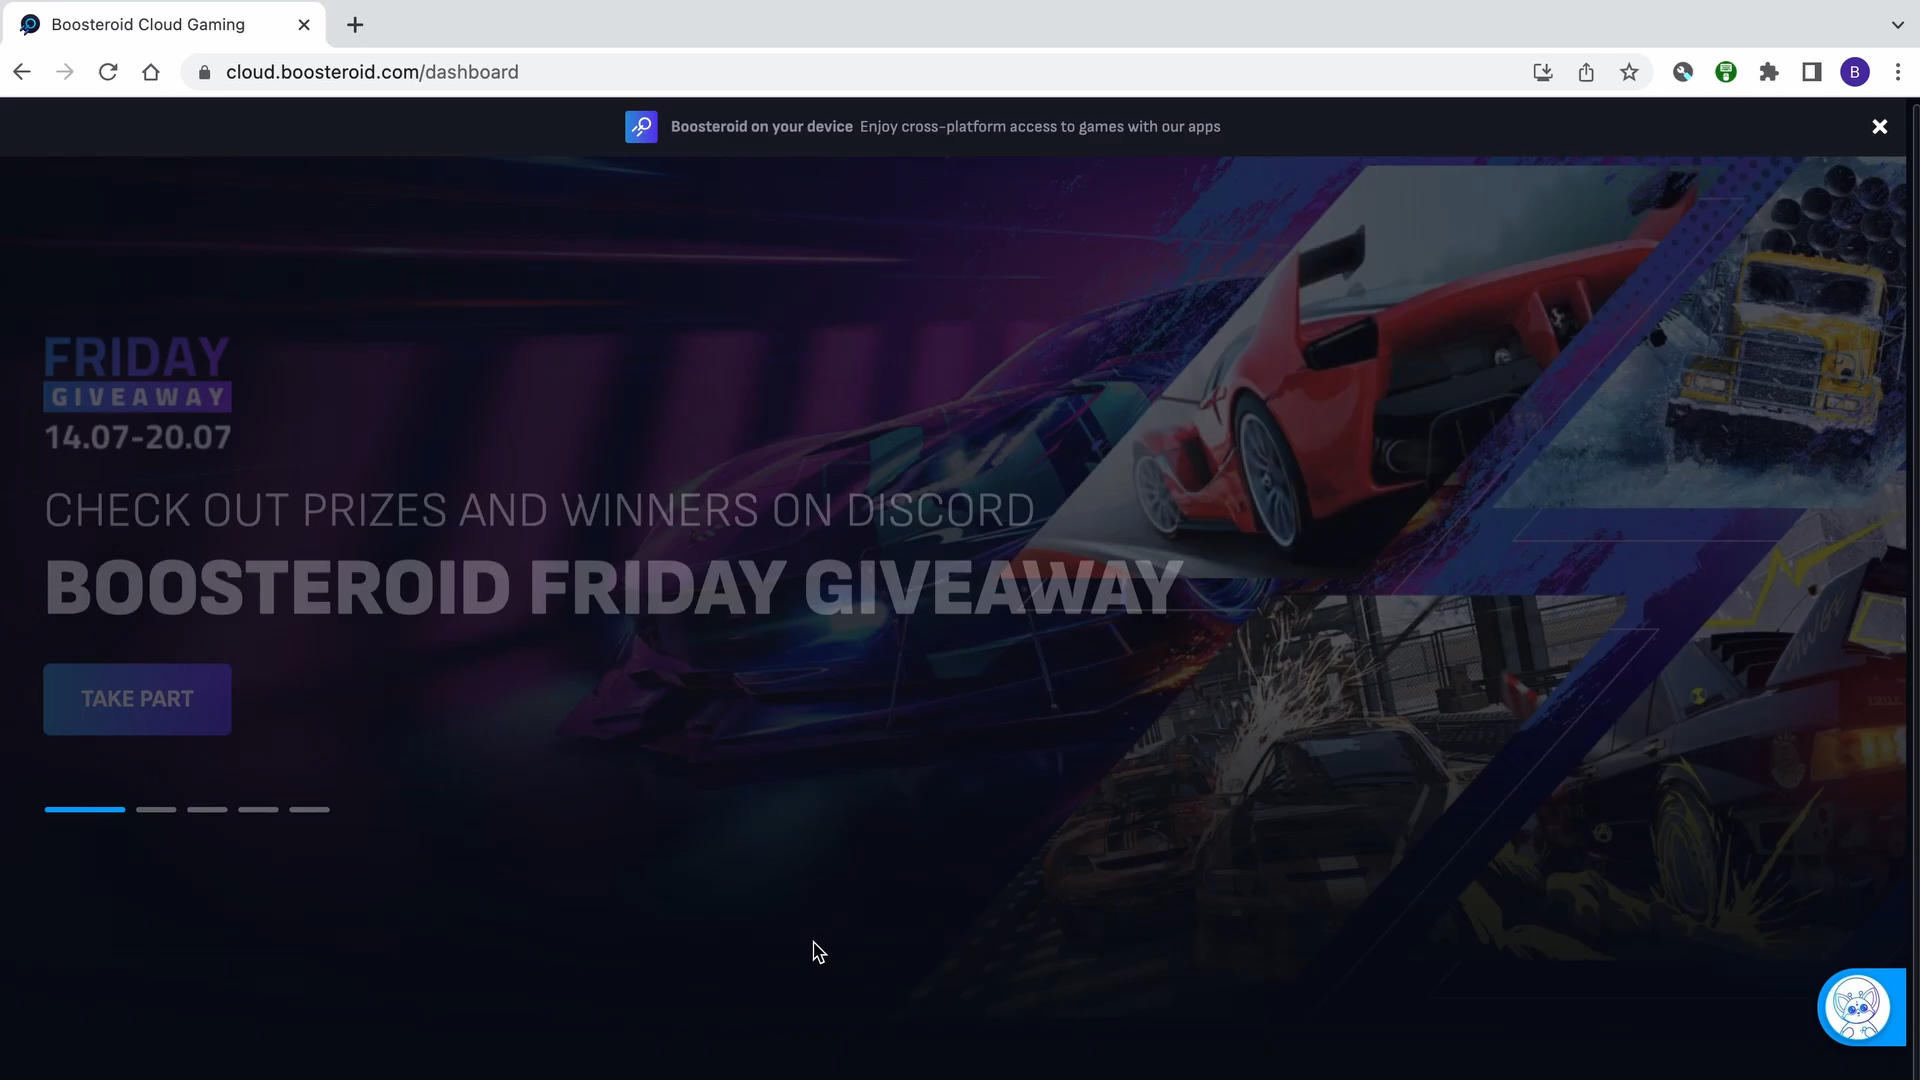 Boosteroid Cloud Gaming
cloud.boosteroid.com/dashboard
B
Boosteroid on your device Enjoy cross-platform access to games with our apps
FRIDAY
GIVEAWAY
14.07-20.07
CHECK OUT PRIZES AND WINNERS ON DISCORD
BOOSTEROID FRIDAY GIVEAWAY
TAKE PART